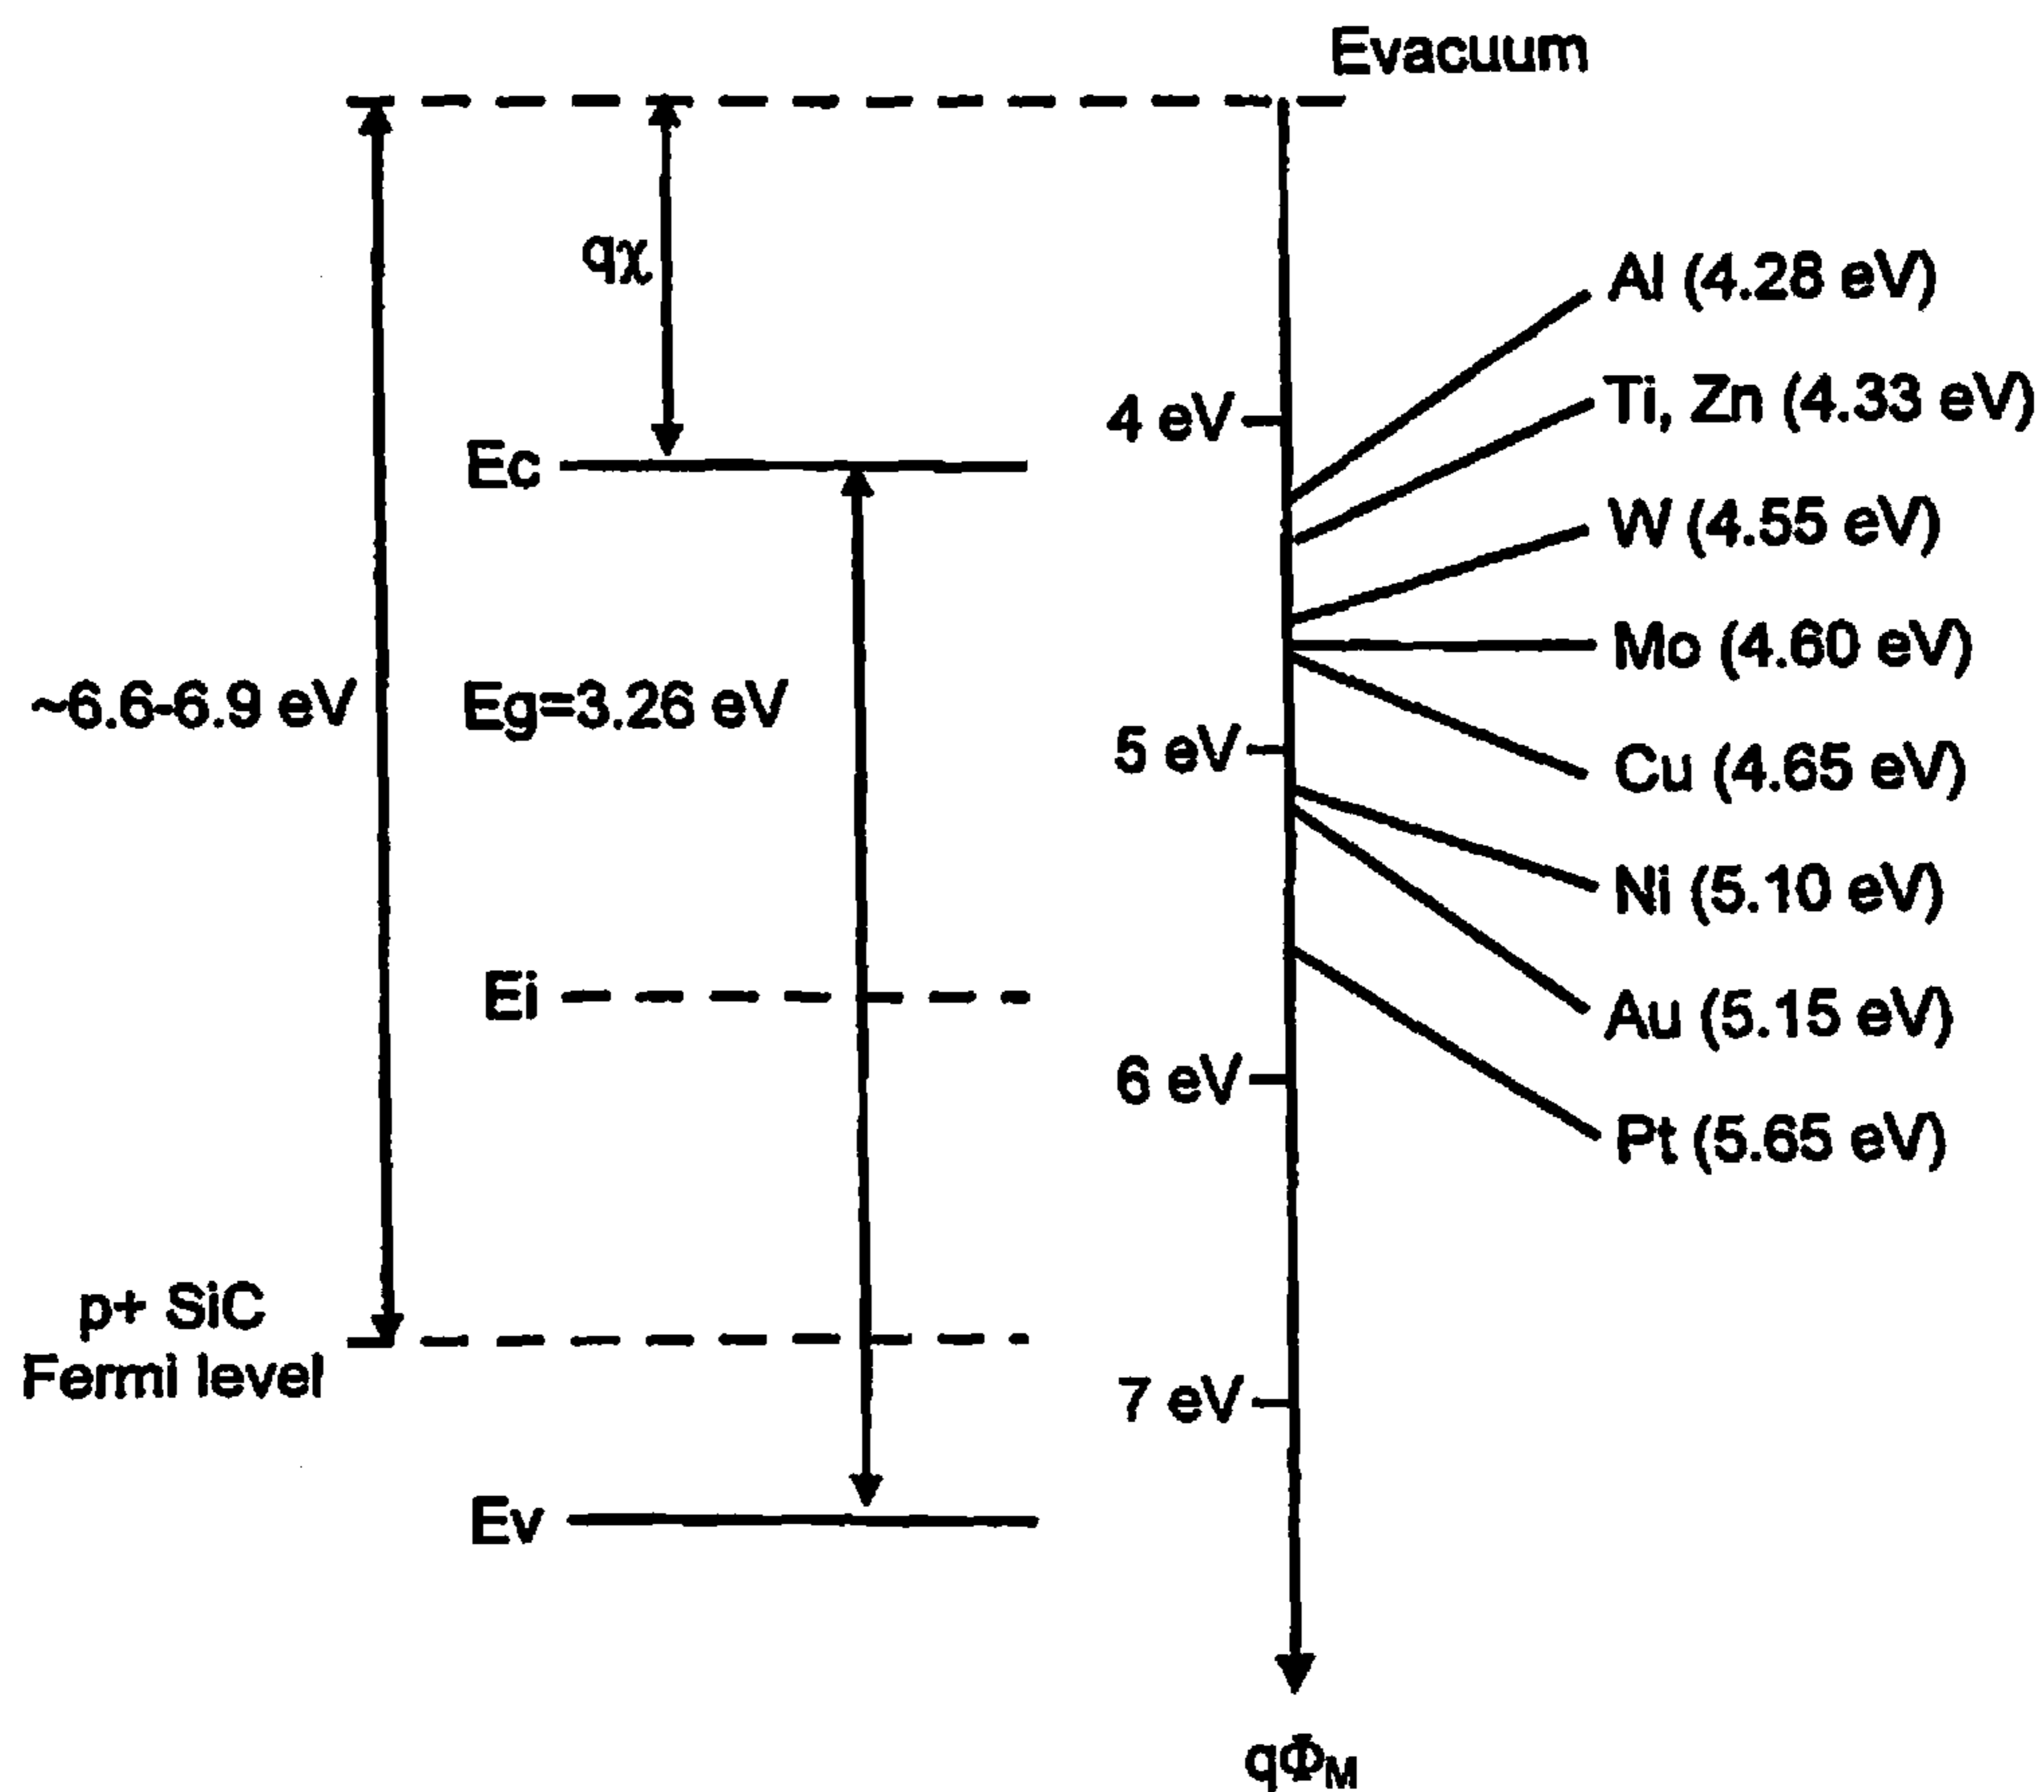 Evacuum
qχ
Al (4.28 eV)
4 eV
Ti, Zn (4.33 eV)
Ec
W (4.55 eV)
Mo (4.60 eV)
~6.6-6.9 eV
Eg=3.26 eV
5 eV
Cu (4.65 eV)
Ni (5.10 eV)
Ei
Au (5.15 eV)
6 eV
Pt (5.65 eV)
p+ SiC
Fermi level
7 eV
Ev
qΦM